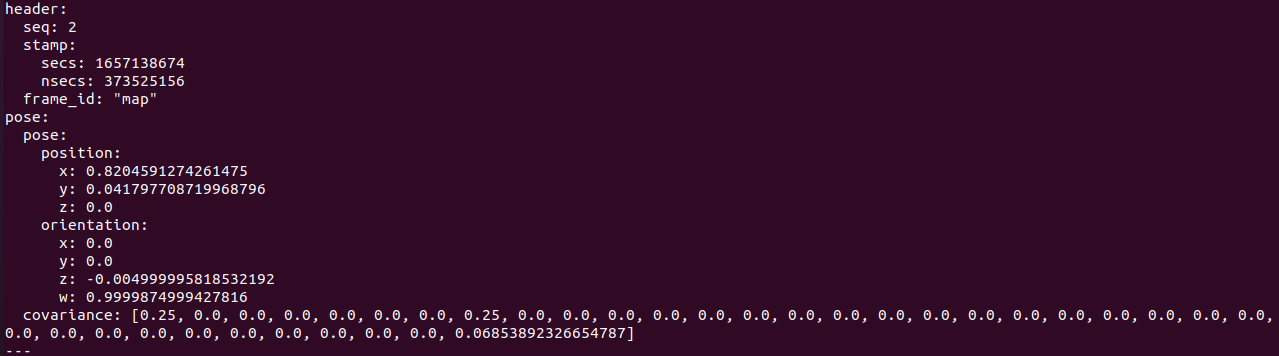 header:
seq: 2
stamp:
secs: 1657138674
nsecs: 373525156
frame_id: "map"
pose:
pose:
position:
x: 0.8204591274261475
y: 0.041797708719968796
z: 0.0
orientation:
x: 0.0
y: 0.0
z: -0.004999995818532192
w: 0.9999874999427816
covariance: [0.25, 0.0, 0.0, 0.0, 0.0, 0.0, 0.0, 0.25, 0.0, 0.0, 0.0, 0.0, 0.0, 0.0, 0.0, 0.0, 0.0, 0.0, 0.0, 0.0, 0.0, 0.0, 0.0, 0.0, 0.0,
0.0, 0.0, 0.0, 0.0, 0.0, 0.0, 0.0, 0.0, 0.0, 0.0, 0.06853892326654787]
---